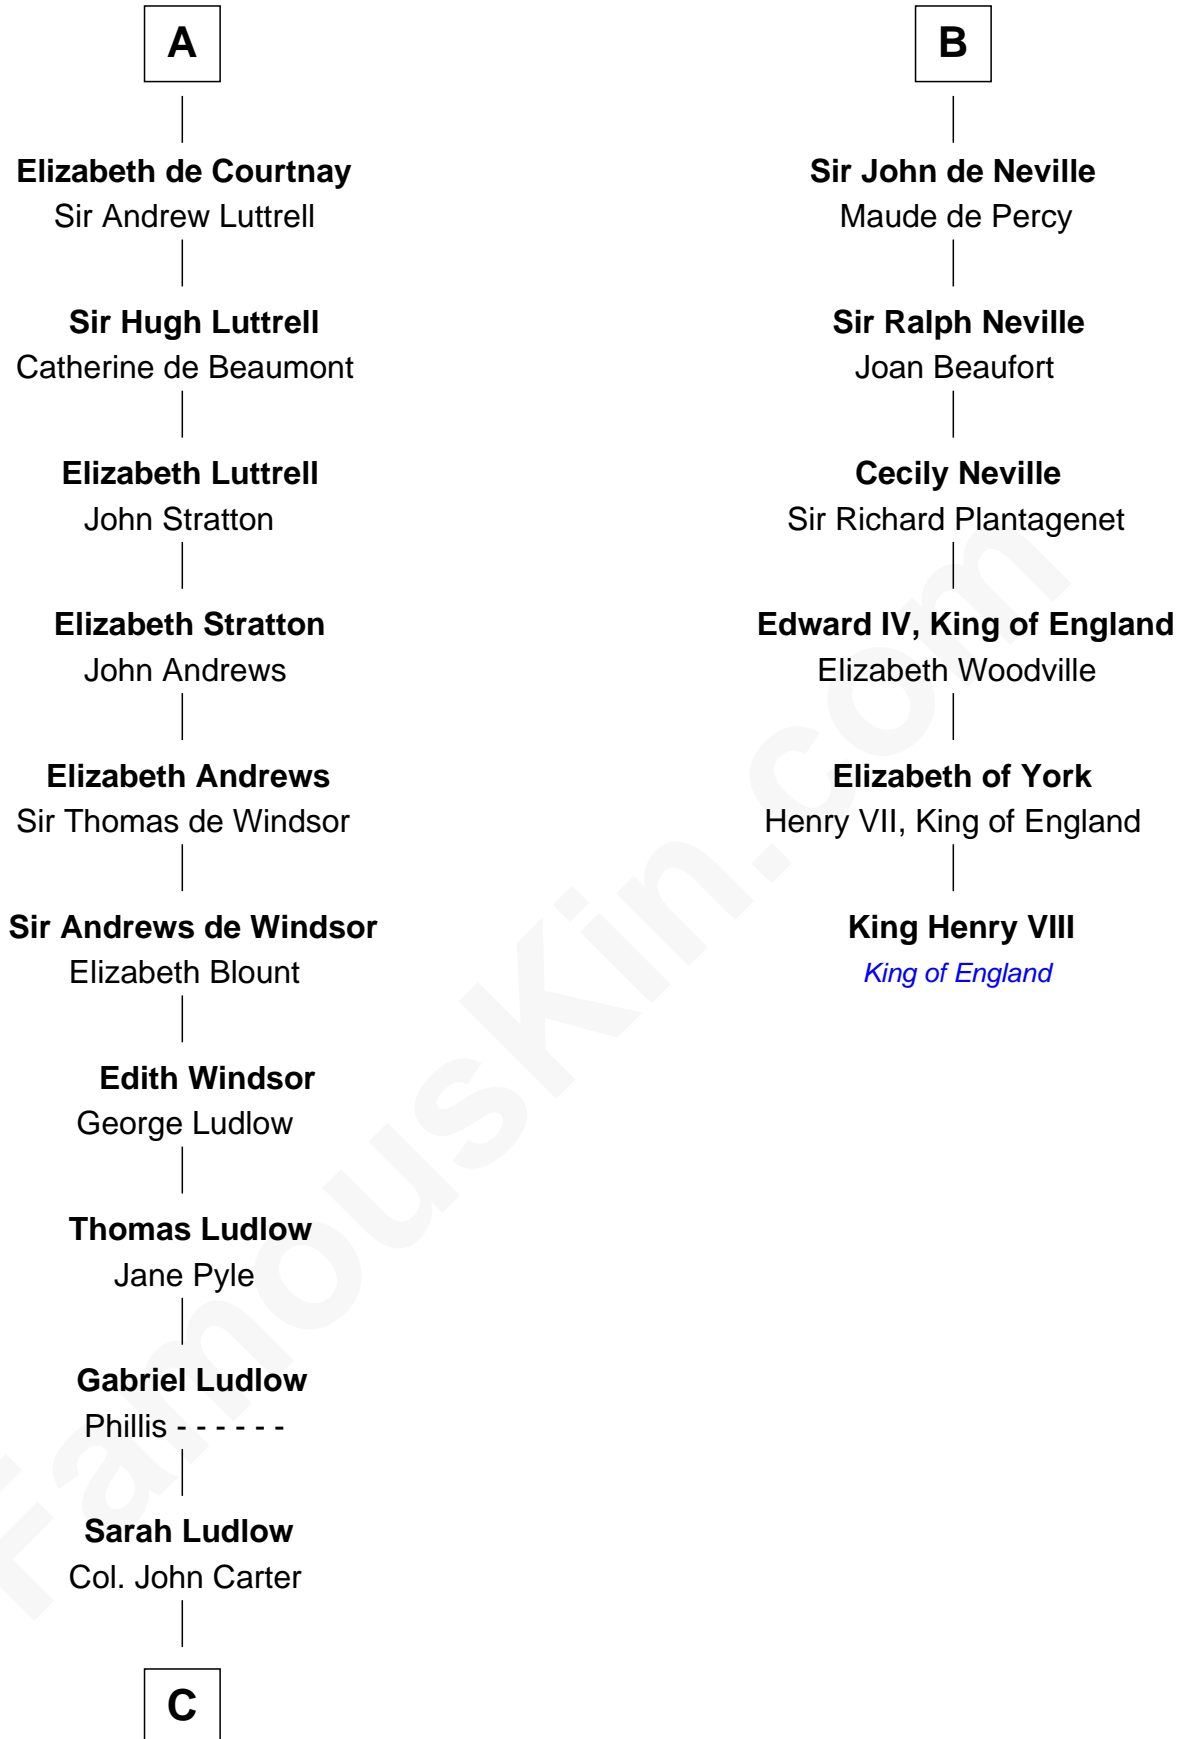 A
Elizabeth de Courtnay
Sir Andrew Luttrell
Sir Hugh Luttrell
Catherine de Beaumont
Elizabeth Luttrell
John Stratton
Elizabeth Stratton
John Andrews
Elizabeth Andrews
Sir Thomas de Windsor
Sir Andrews de Windsor
Elizabeth Blount
Edith Windsor
George Ludlow
Thomas Ludlow
Jane Pyle
Gabriel Ludlow
Phillis - - - - - -
Sarah Ludlow
Col. John Carter
C
B
Sir John de Neville
Maude de Percy
Sir Ralph Neville
Joan Beaufort
Cecily Neville
Sir Richard Plantagenet
Edward IV, King of England
Elizabeth Woodville
Elizabeth of York
Henry VII, King of England
King Henry VIII
King of England
FamousKin.com